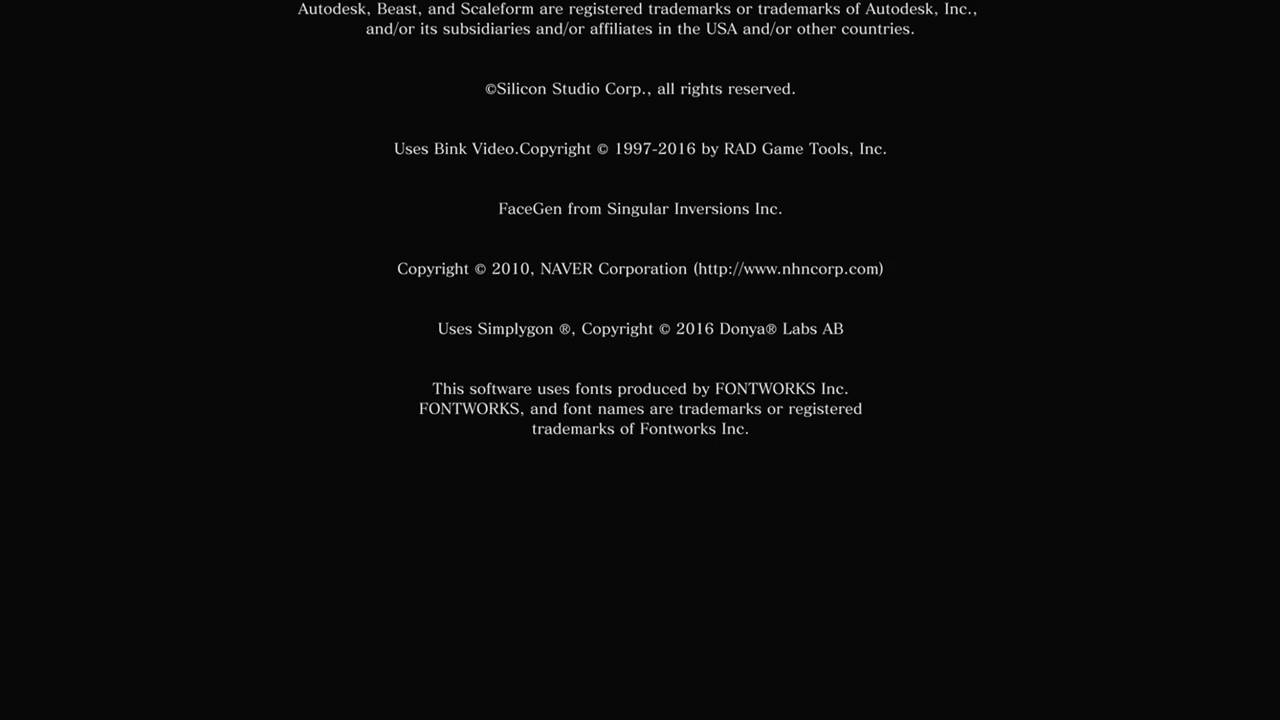 Autodesk, Beast, and Scaleform are registered trademarks or trademarks of Autodesk, Inc.,
and/or its subsidiaries and/or affiliates in the USA and/or other countries.
©Silicon Studio Corp., all rights reserved.
Uses Bink Video.Copyright © 1997-2016 by RAD Game Tools, Inc.
FaceGen from Singular Inversions Inc.
Copyright © 2010, NAVER Corporation (http://www.nhncorp.com)
Uses Simplygon ®, Copyright © 2016 Donya® Labs AB
This software uses fonts produced by FONTWORKS Inc.
FONTWORKS, and font names are trademarks or registered
trademarks of Fontworks Inc.